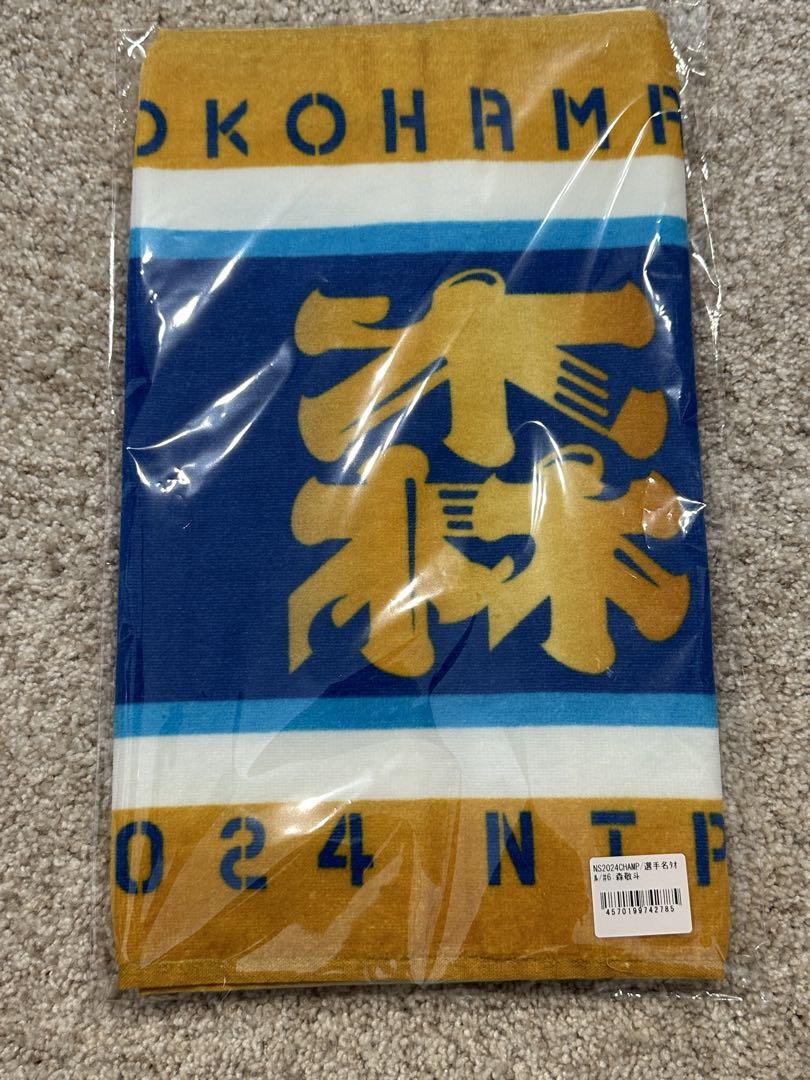 OKOHAMA
森
024 NTP
NS2024CHAMP/選手名ﾀｵ
ﾙ/#6 森敬斗
4570199742785